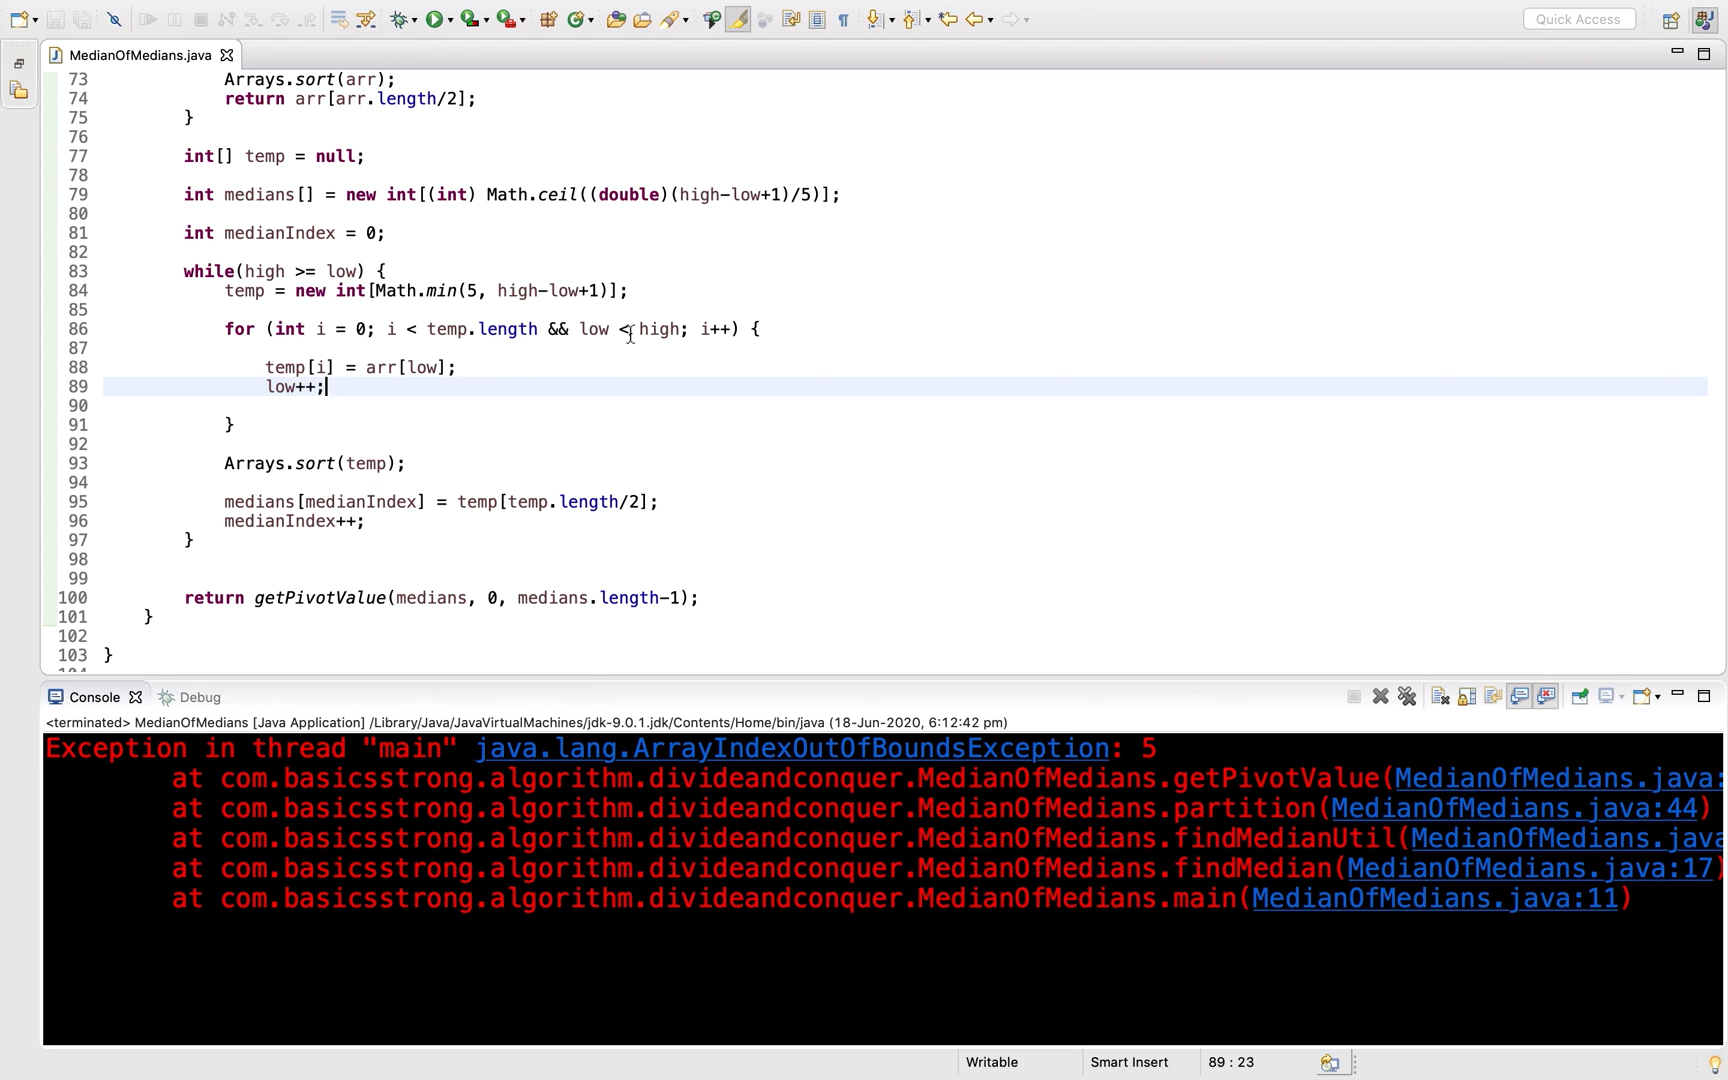 Quick Access
MedianOfMedians.java
73 Arrays.sort(arr);
74 return arr[arr.length/2];
75 }
76
77 int[] temp = null;
78
79 int medians[] = new int[(int) Math.ceil((double)(high-low+1)/5)];
80
81 int medianIndex = 0;
82
83 while(high >= low) {
84 temp = new int[Math.min(5, high-low+1)];
85
86 for (int i = 0; i < temp.length && low < high; i++) {
87
88 temp[i] = arr[low];
89 low++;
90
91 }
92
93 Arrays.sort(temp);
94
95 medians[medianIndex] = temp[temp.length/2];
96 medianIndex++;
97 }
98
99
100 return getPivotValue(medians, 0, medians.length-1);
101 }
102
103 }
Console Debug
<terminated> MedianOfMedians [Java Application] /Library/Java/JavaVirtualMachines/jdk-9.0.1.jdk/Contents/Home/bin/java (18-Jun-2020, 6:12:42 pm)
Exception in thread "main" java.lang.ArrayIndexOutOfBoundsException: 5
at com.basicsstrong.algorithm.divideandconquer.MedianOfMedians.getPivotValue(MedianOfMedians.java:
at com.basicsstrong.algorithm.divideandconquer.MedianOfMedians.partition(MedianOfMedians.java:44)
at com.basicsstrong.algorithm.divideandconquer.MedianOfMedians.findMedianUtil(MedianOfMedians.java
at com.basicsstrong.algorithm.divideandconquer.MedianOfMedians.findMedian(MedianOfMedians.java:17)
at com.basicsstrong.algorithm.divideandconquer.MedianOfMedians.main(MedianOfMedians.java:11)
Writable Smart Insert 89 : 23